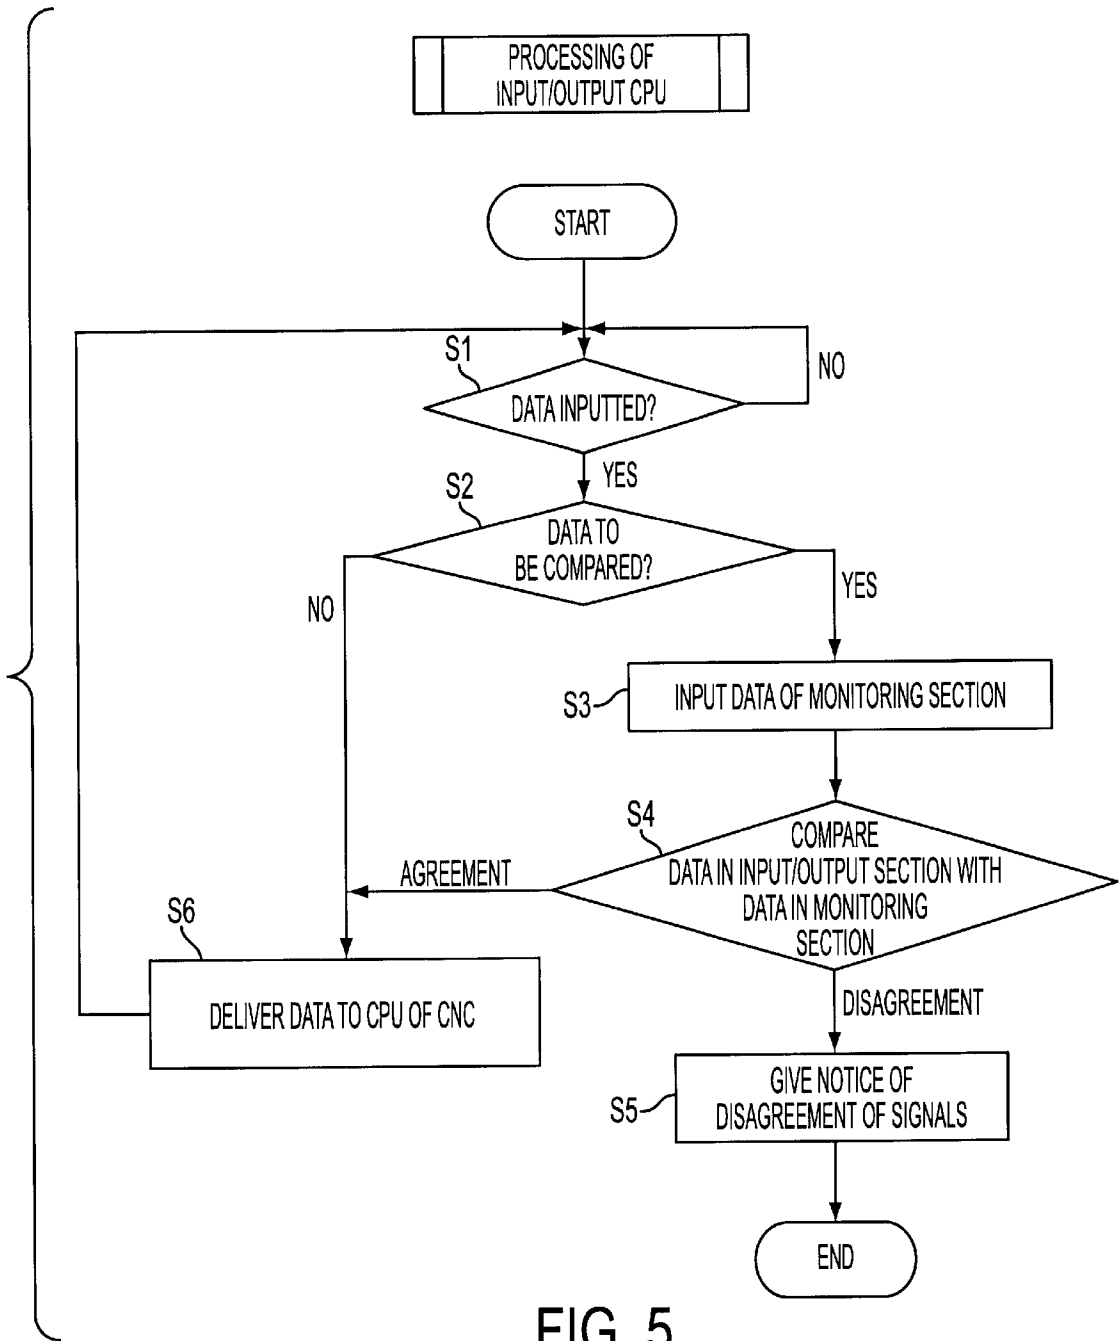 PROCESSING OF
INPUT/OUTPUT CPU
START
S1
NO
DATA INPUTTED?
YES
S2
DATA TO
BE COMPARED?
NO
YES
S3
INPUT DATA OF MONITORING SECTION
S4
COMPARE
DATA IN INPUT/OUTPUT SECTION WITH
DATA IN MONITORING
SECTION
AGREEMENT
S6
DELIVER DATA TO CPU OF CNC
DISAGREEMENT
S5
GIVE NOTICE OF
DISAGREEMENT OF SIGNALS
END
FIG. 5